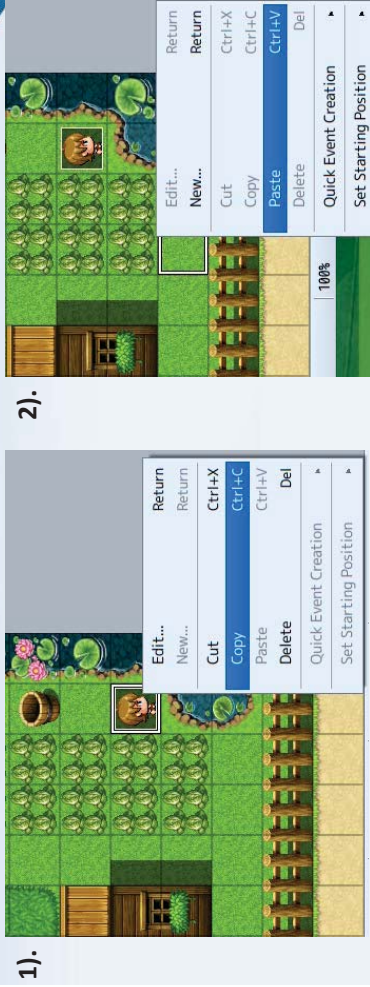 1).
Edit... Return
New... Return
Cut Ctrl+X
Copy Ctrl+C
Paste Ctrl+V
Delete Del
Quick Event Creation
Set Starting Position
2).
Edit... Return
New... Return
Cut Ctrl+X
Copy Ctrl+C
Paste Ctrl+V
Delete Del
Quick Event Creation
Set Starting Position
100%